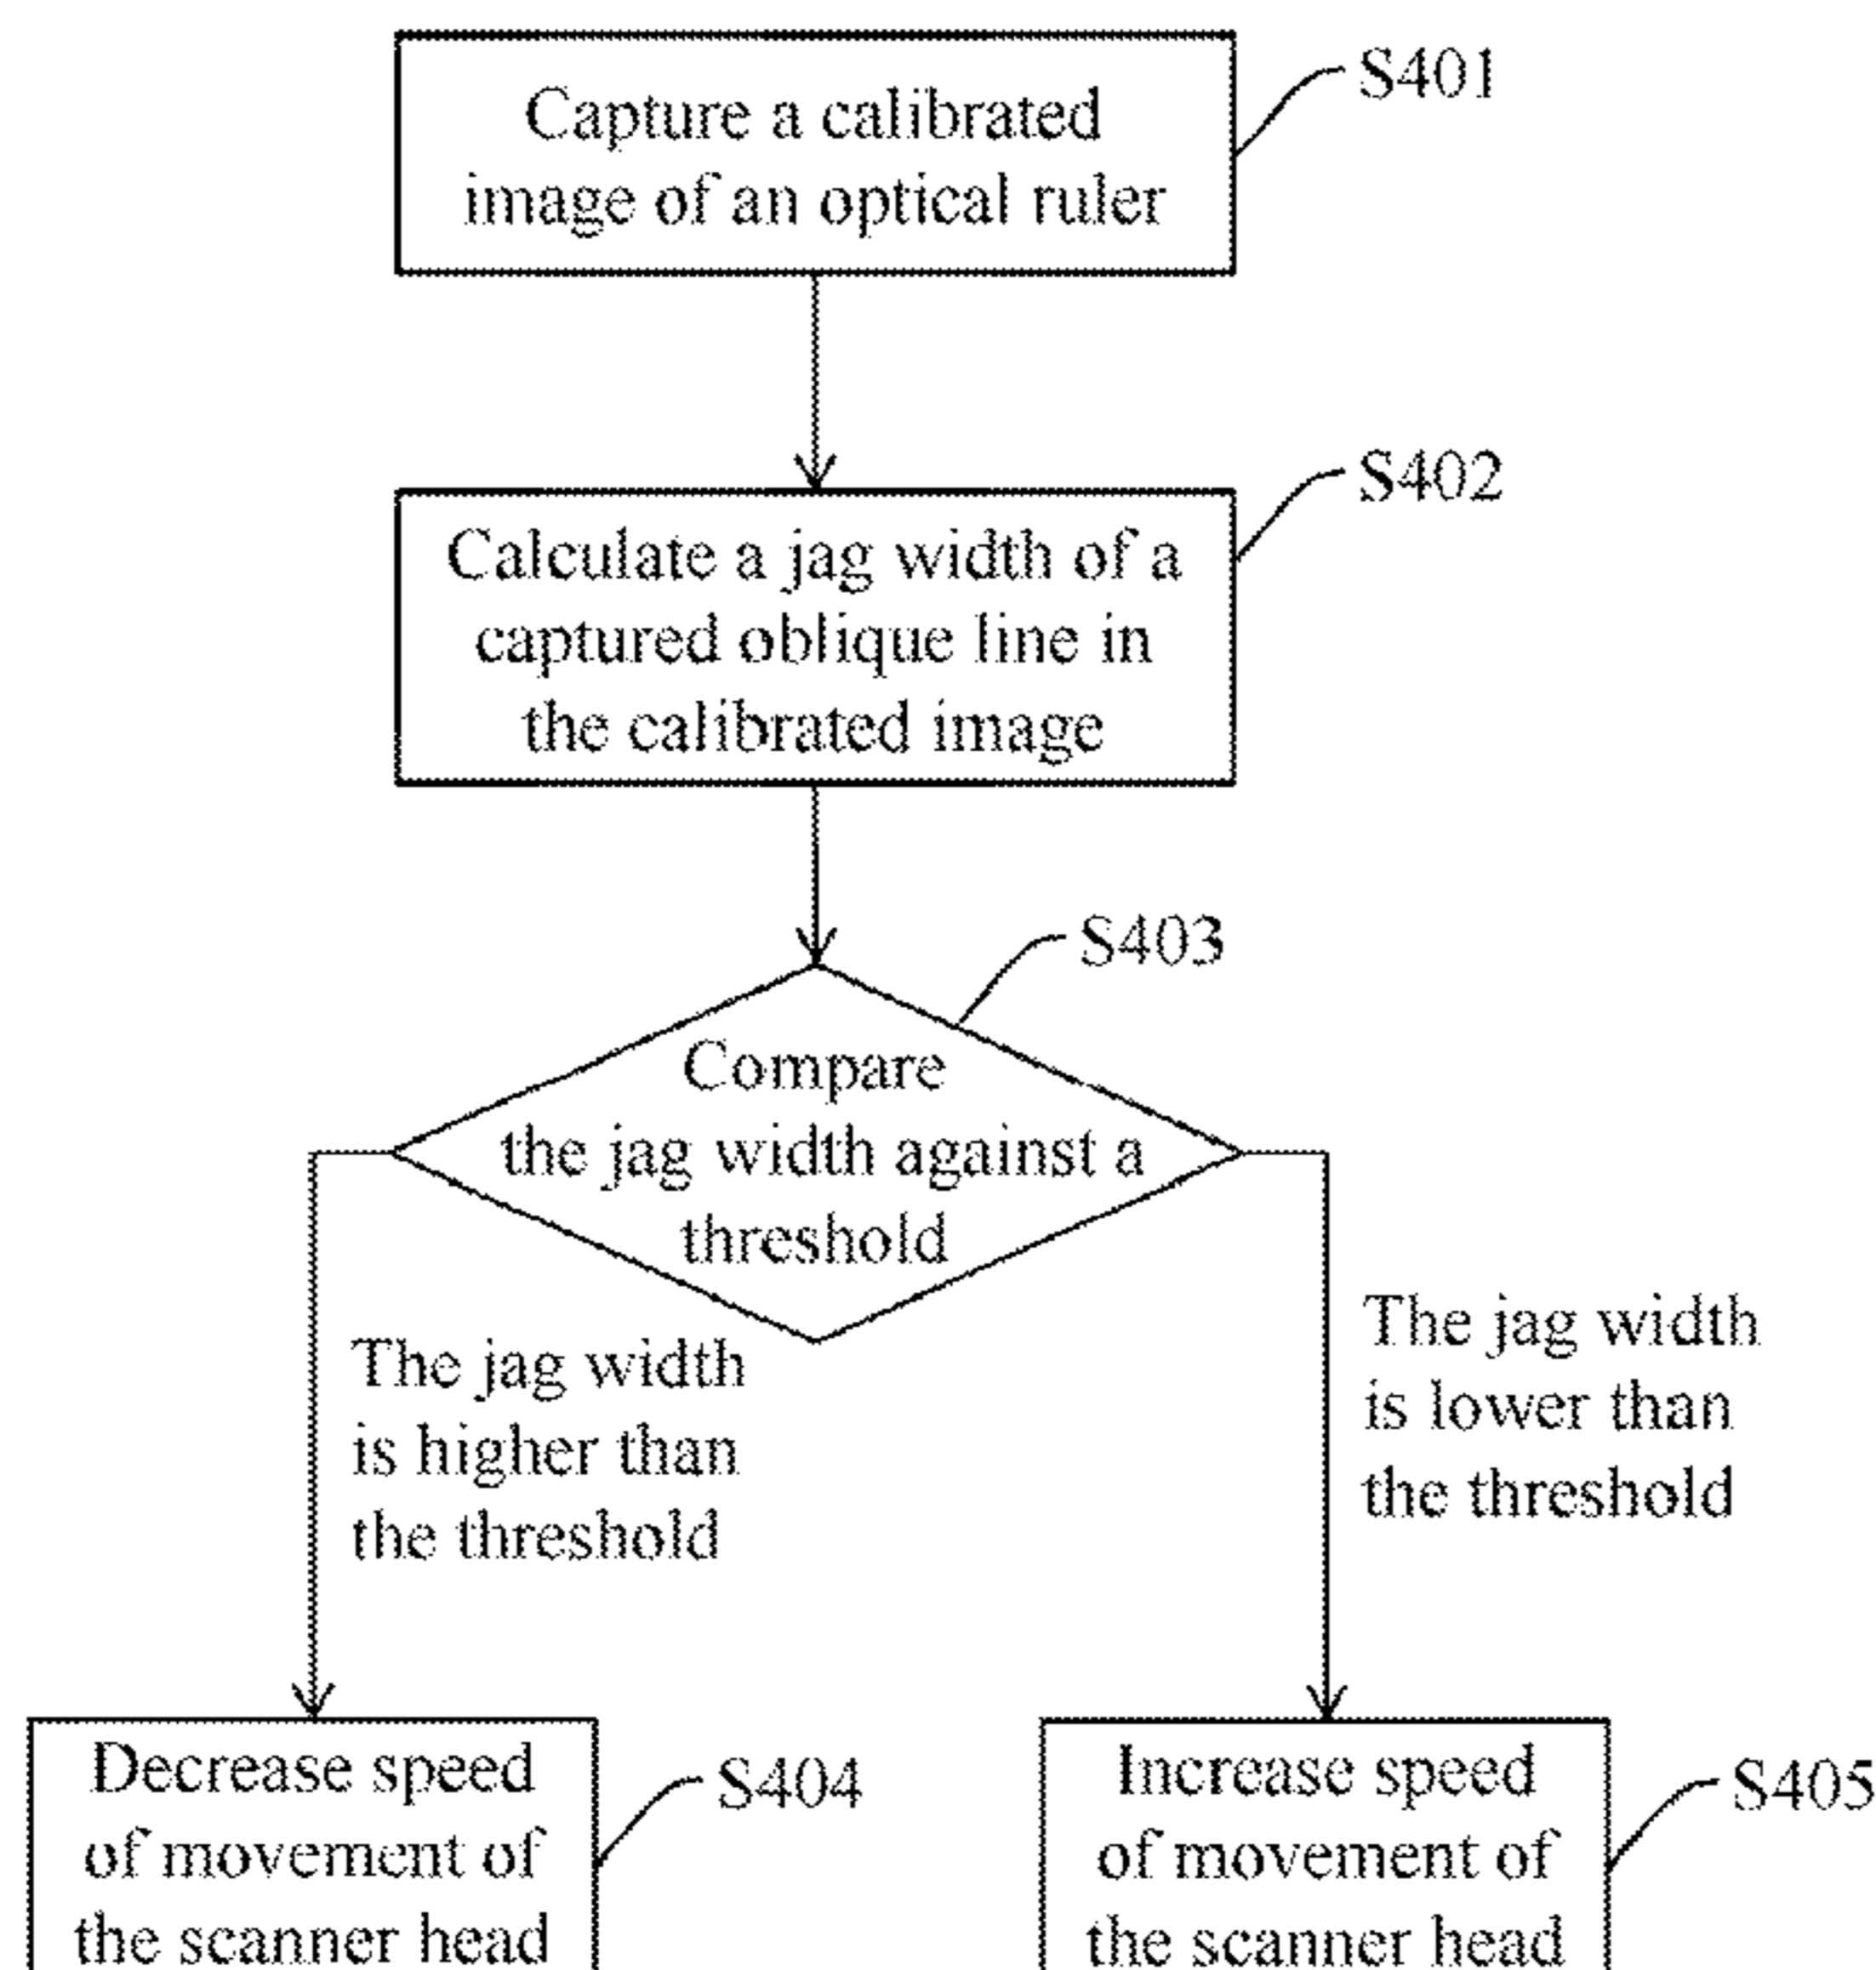 Capture a calibrated
image of an optical ruler
S401
Calculate a jag width of a
captured oblique line in
the calibrated image
S402
Compare
the jag width against a
threshold
S403
The jag width
is higher than
the threshold
The jag width
is lower than
the threshold
Decrease speed
of movement of
the scanner head
S404
Increase speed
of movement of
the scanner head
S405